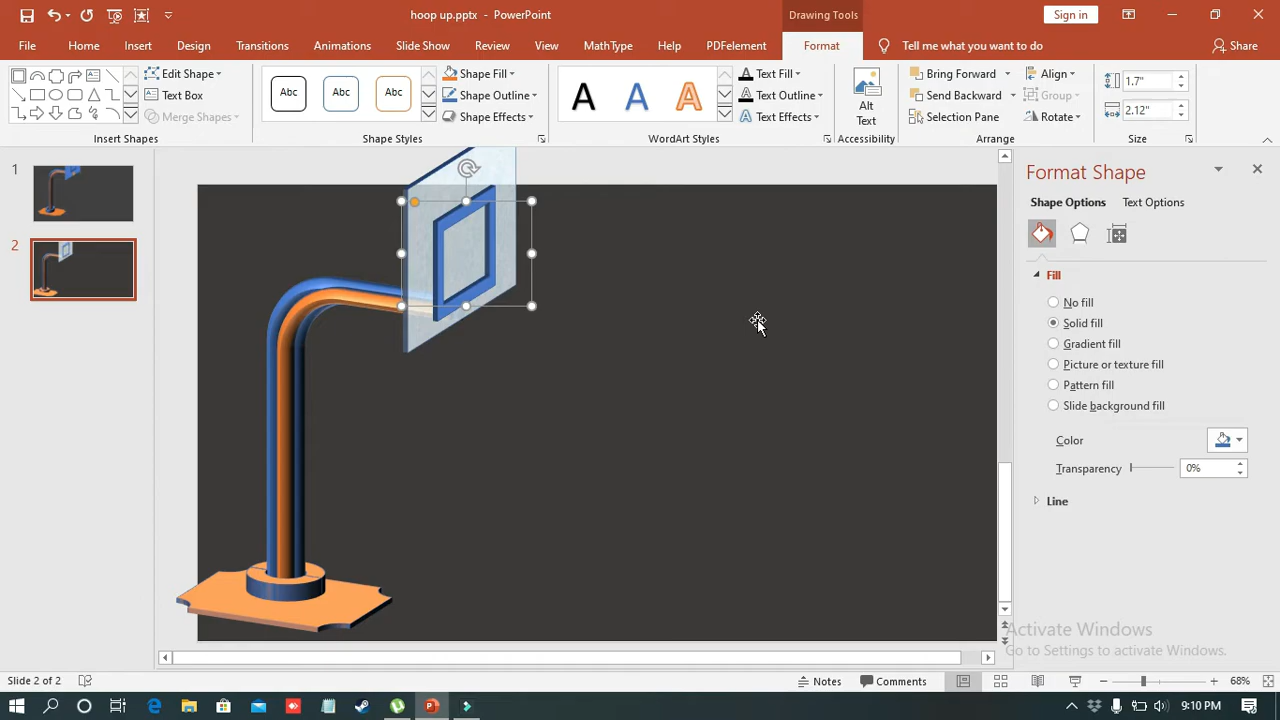 hoop up.pptx - PowerPoint
Drawing Tools
Sign in
File Home Insert Design Transitions Animations Slide Show Review View MathType Help PDFelement Format Tell me what you want to do Share
Edit Shape
Text Box
Merge Shapes
Insert Shapes
Abc Abc Abc
Shape Fill
Shape Outline
Shape Effects
Shape Styles
A A A
Text Fill
Text Outline
Text Effects
WordArt Styles
Alt
Text
Accessibility
Bring Forward
Send Backward
Selection Pane
Align
Group
Rotate
Arrange
1.7"
2.12"
Size
1
2
Format Shape
Shape Options Text Options
Fill
No fill
Solid fill
Gradient fill
Picture or texture fill
Pattern fill
Slide background fill
Color
Transparency 0%
Line
Activate Windows
Go to Settings to activate Windows.
Slide 2 of 2 Notes Comments 68%
9:10 PM